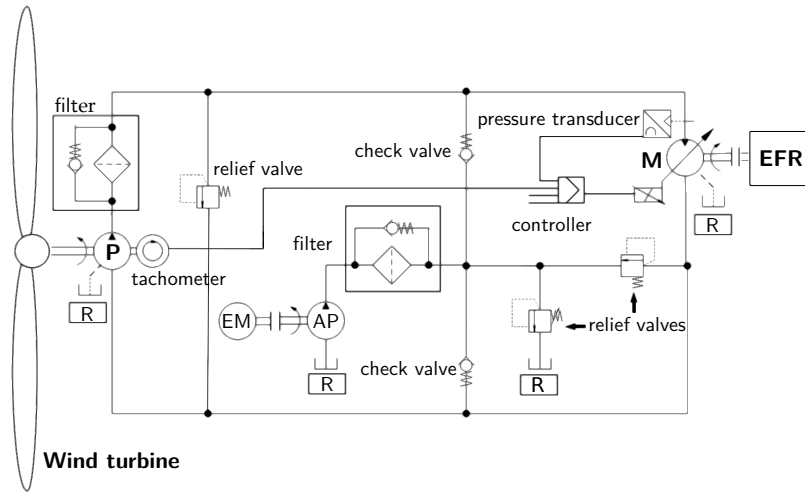 filter
pressure transducer
check valve
relief valve
M
EFR
controller
R
filter
P
tachometer
R
EM
AP
relief valves
check valve
R
R
Wind turbine